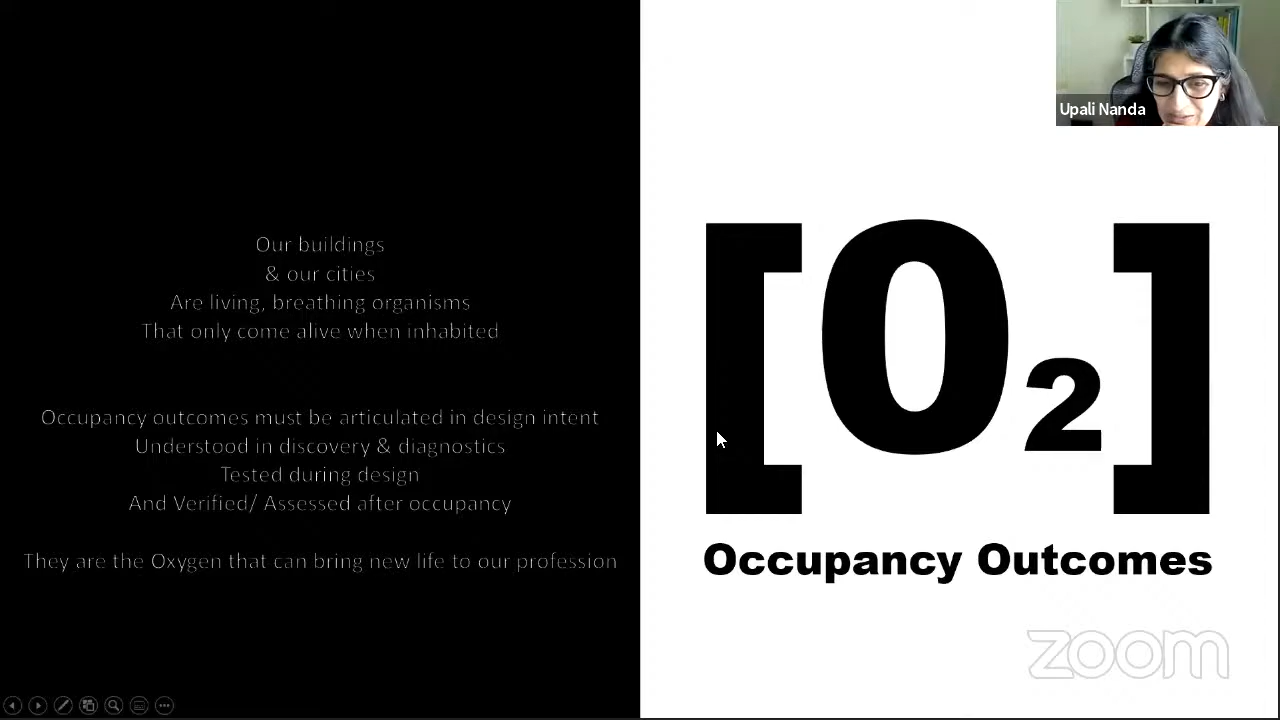 Our buildings
& our cities
Are living, breathing organisms
That only come alive when inhabited
Occupancy outcomes must be articulated in design intent
Understood in discovery & diagnostics
Tested during design
And Verified/ Assessed after occupancy
They are the Oxygen that can bring new life to our profession
Upali Nanda
[O₂]
Occupancy Outcomes
zoom